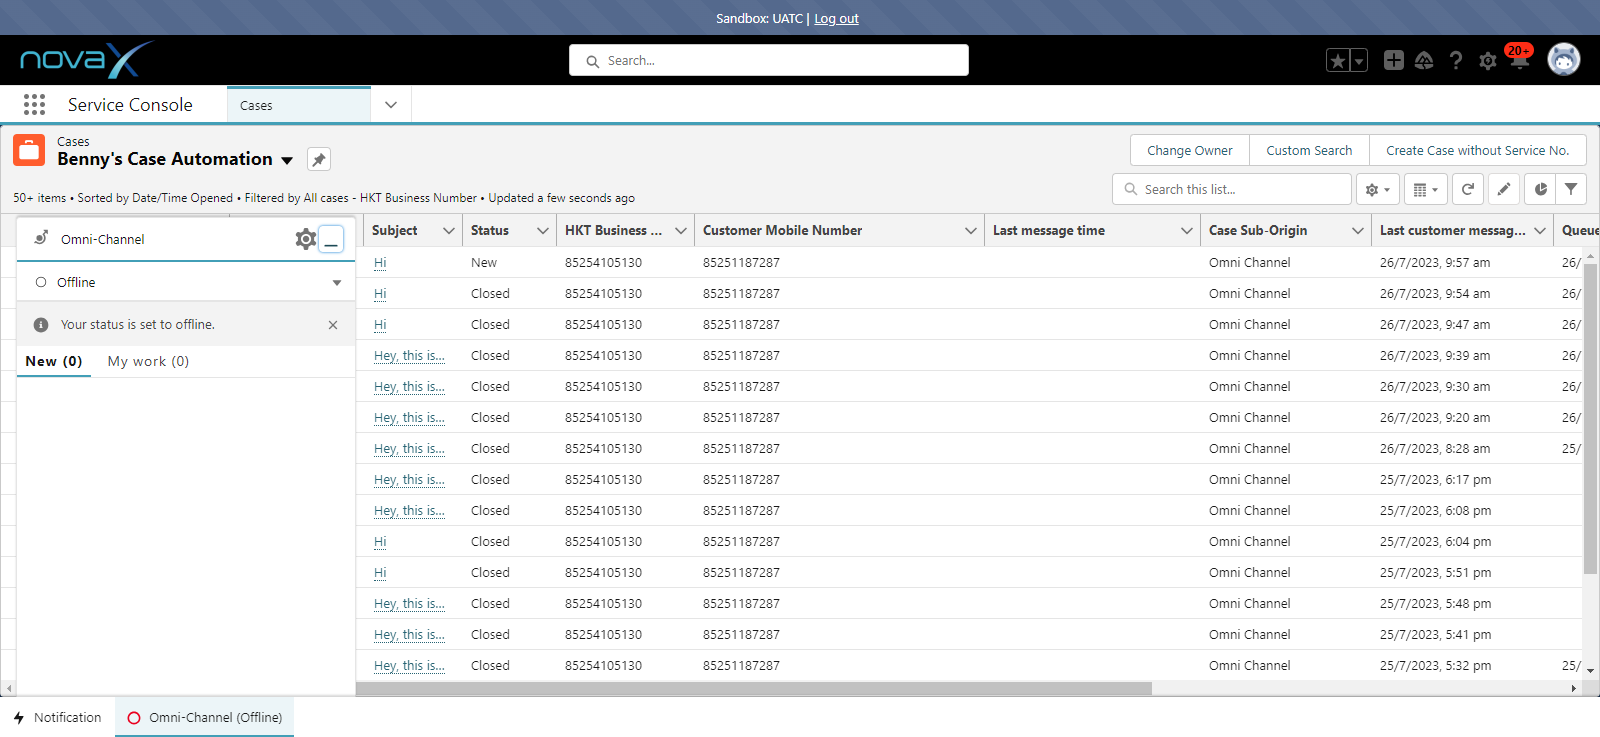 Sandbox: UATC | Log out
novax
Search...
20+
Service Console
Cases
Cases
Benny's Case Automation
Change Owner
Custom Search
Create Case without Service No.
50+ items • Sorted by Date/Time Opened • Filtered by All cases - HKT Business Number • Updated a few seconds ago
Search this list...
Omni-Channel
Offline
Your status is set to offline.
New (0) My work (0)
Subject Status HKT Business ... Customer Mobile Number Last message time Case Sub-Origin Last customer messag... Queue
Hi New 85254105130 85251187287 Omni Channel 26/7/2023, 9:57 am 26/
Hi Closed 85254105130 85251187287 Omni Channel 26/7/2023, 9:54 am 26/
Hi Closed 85254105130 85251187287 Omni Channel 26/7/2023, 9:47 am 26/
Hey, this is... Closed 85254105130 85251187287 Omni Channel 26/7/2023, 9:39 am 26/
Hey, this is... Closed 85254105130 85251187287 Omni Channel 26/7/2023, 9:30 am 26/
Hey, this is... Closed 85254105130 85251187287 Omni Channel 26/7/2023, 9:20 am 26/
Hey, this is... Closed 85254105130 85251187287 Omni Channel 26/7/2023, 8:28 am 25/
Hey, this is... Closed 85254105130 85251187287 Omni Channel 25/7/2023, 6:17 pm
Hey, this is... Closed 85254105130 85251187287 Omni Channel 25/7/2023, 6:08 pm
Hi Closed 85254105130 85251187287 Omni Channel 25/7/2023, 6:04 pm
Hi Closed 85254105130 85251187287 Omni Channel 25/7/2023, 5:51 pm
Hey, this is... Closed 85254105130 85251187287 Omni Channel 25/7/2023, 5:48 pm
Hey, this is... Closed 85254105130 85251187287 Omni Channel 25/7/2023, 5:41 pm
Hey, this is... Closed 85254105130 85251187287 Omni Channel 25/7/2023, 5:32 pm 25/
Notification
Omni-Channel (Offline)